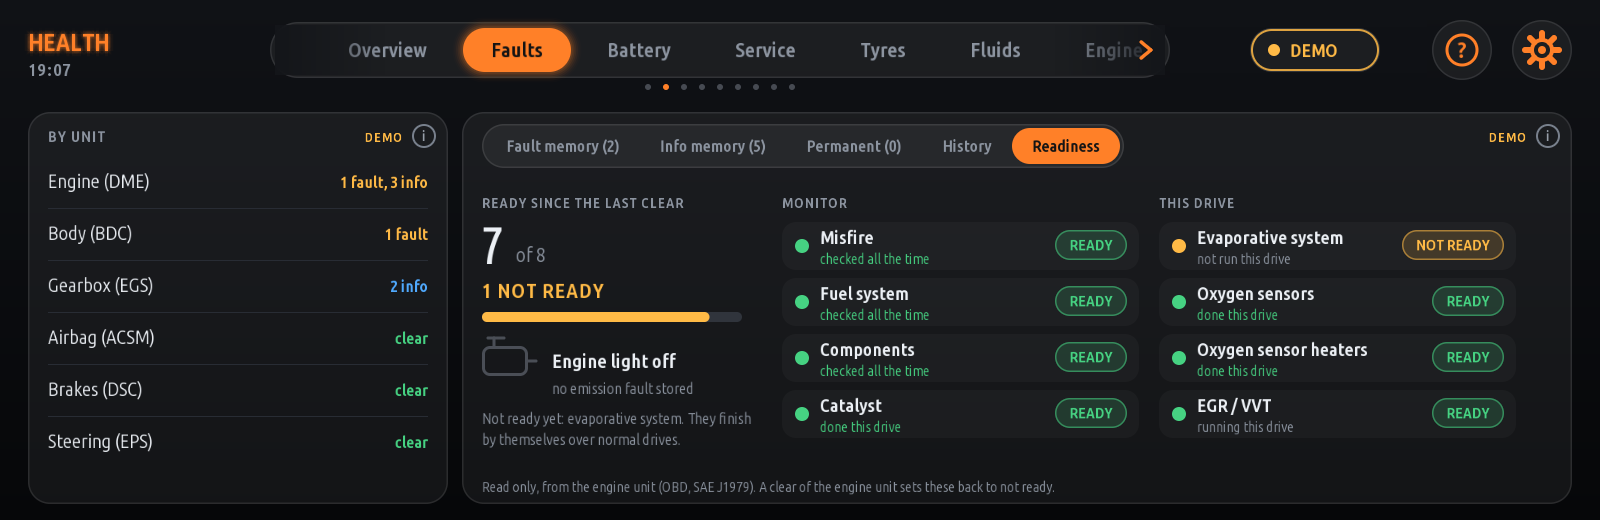 HEALTH
19:07
Overview
Faults
Battery
Service
Tyres
Fluids
Engine
DEMO
?
BY UNIT
DEMO
i
Engine (DME)
1 fault, 3 info
Body (BDC)
1 fault
Gearbox (EGS)
2 info
Airbag (ACSM)
clear
Brakes (DSC)
clear
Steering (EPS)
clear
Fault memory (2)
Info memory (5)
Permanent (0)
History
Readiness
DEMO
i
READY SINCE THE LAST CLEAR
7 of 8
1 NOT READY
Engine light off
no emission fault stored
Not ready yet: evaporative system. They finish
by themselves over normal drives.
MONITOR
Misfire
checked all the time
READY
Fuel system
checked all the time
READY
Components
checked all the time
READY
Catalyst
done this drive
READY
THIS DRIVE
Evaporative system
not run this drive
NOT READY
Oxygen sensors
done this drive
READY
Oxygen sensor heaters
done this drive
READY
EGR / VVT
running this drive
READY
Read only, from the engine unit (OBD, SAE J1979). A clear of the engine unit sets these back to not ready.